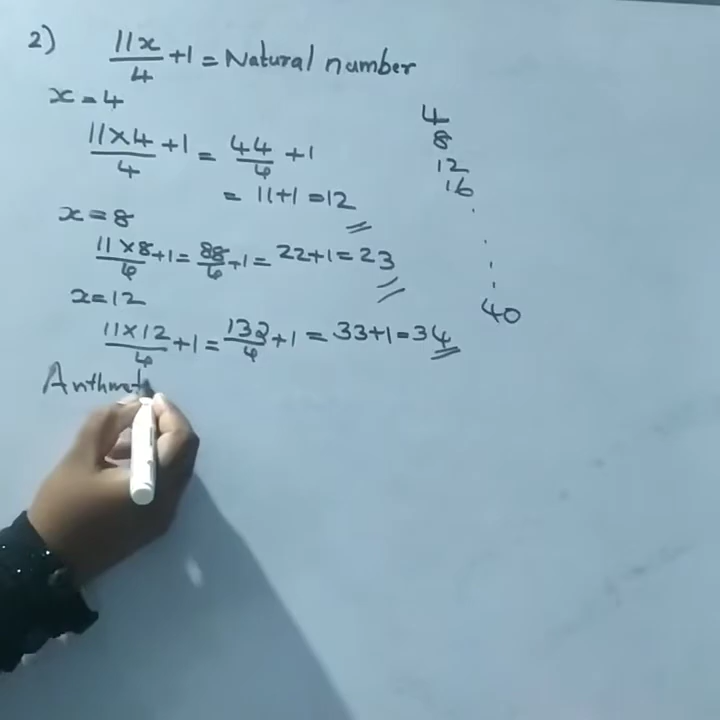 2) 11x/4 + 1 = Natural number
x = 4
11×4/4 + 1 = 44/4 + 1
= 11+1 = 12
x = 8
11×8/4 + 1 = 88/4 + 1 = 22+1 = 23
x = 12
11×12/4 + 1 = 132/4 + 1 = 33+1 = 34
Arithmet
4
8
12
16
.
.
.
.
40